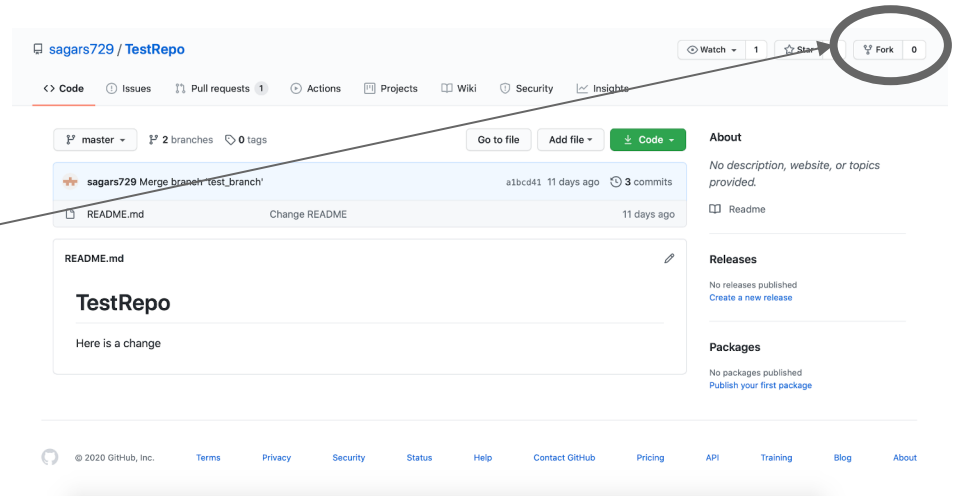 sagars729 / TestRepo
Watch 1 Star Fork 0
<> Code Issues Pull requests 1 Actions Projects Wiki Security Insights
master 2 branches 0 tags Go to file Add file Code
About
No description, website, or topics
provided.
sagars729 Merge branch 'test_branch' a1bcd41 11 days ago 3 commits
README.md Change README 11 days ago
Readme
README.md
TestRepo
Here is a change
Releases
No releases published
Create a new release
Packages
No packages published
Publish your first package
© 2020 GitHub, Inc. Terms Privacy Security Status Help Contact GitHub Pricing API Training Blog About